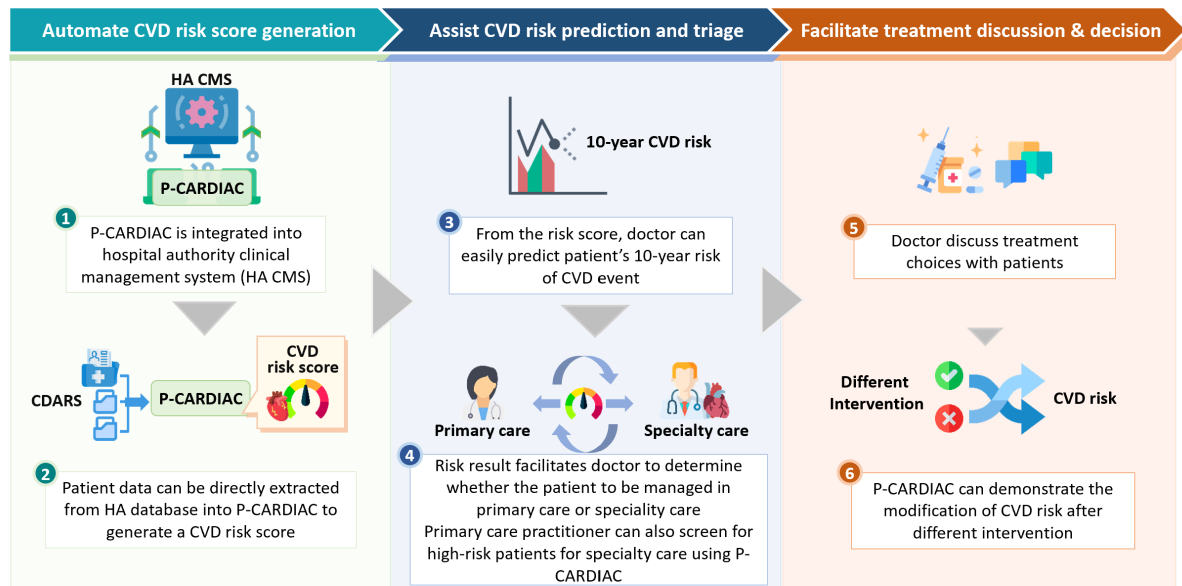 Automate CVD risk score generation
Assist CVD risk prediction and triage
Facilitate treatment discussion & decision
HA CMS
P-CARDIAC
1
P-CARDIAC is integrated into
hospital authority clinical
management system (HA CMS)
CDARS
P-CARDIAC
CVD
risk score
2
Patient data can be directly extracted
from HA database into P-CARDIAC to
generate a CVD risk score
10-year CVD risk
3
From the risk score, doctor can
easily predict patient's 10-year risk
of CVD event
Primary care
Specialty care
4
Risk result facilitates doctor to determine
whether the patient to be managed in
primary care or speciality care
Primary care practitioner can also screen for
high-risk patients for specialty care using P-
CARDIAC
5
Doctor discuss treatment
choices with patients
Different
Intervention
CVD risk
6
P-CARDIAC can demonstrate the
modification of CVD risk after
different intervention